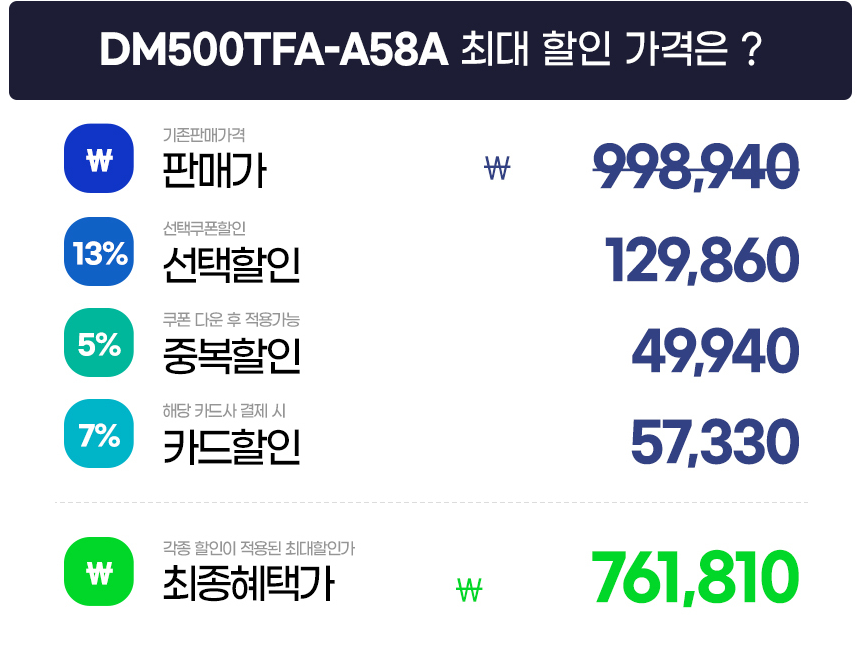 DM500TFA-A58A 최대 할인 가격은 ?
₩
기존판매가격
판매가
₩ 998,940
13%
선택쿠폰할인
선택할인
129,860
5%
쿠폰 다운 후 적용가능
중복할인
49,940
7%
해당 카드사 결제 시
카드할인
57,330
₩
각종 할인이 적용된 최대할인가
최종혜택가
₩ 761,810